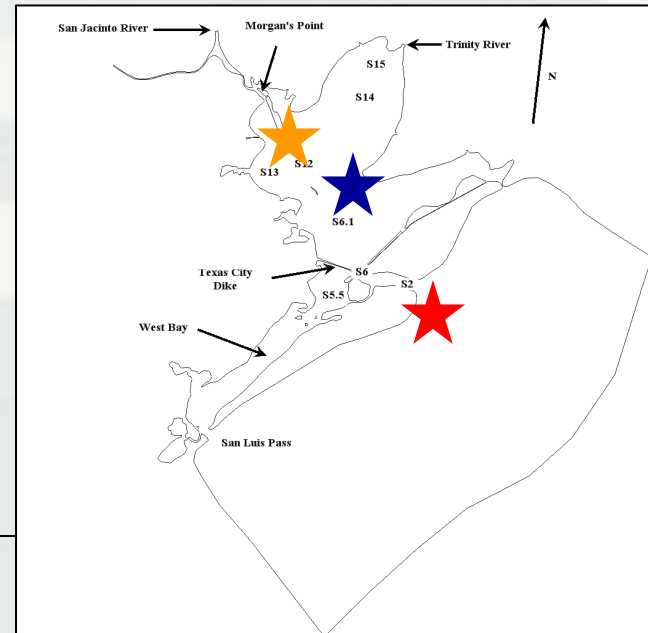 San Jacinto River
Morgan's Point
Trinity River
S15
N
S14
S12
S13
S6.1
Texas City
Dike
S6
S2
S5.5
West Bay
San Luis Pass